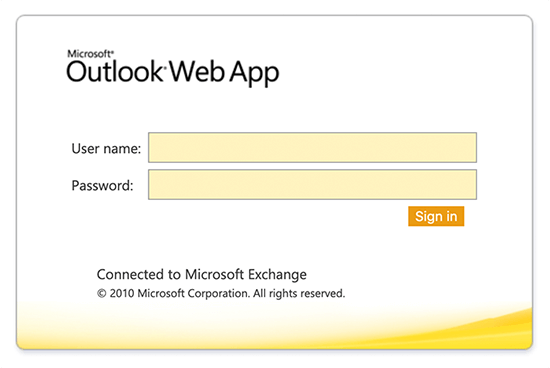 Microsoft®
Outlook® Web App
User name:
Password:
Sign in
Connected to Microsoft Exchange
© 2010 Microsoft Corporation. All rights reserved.